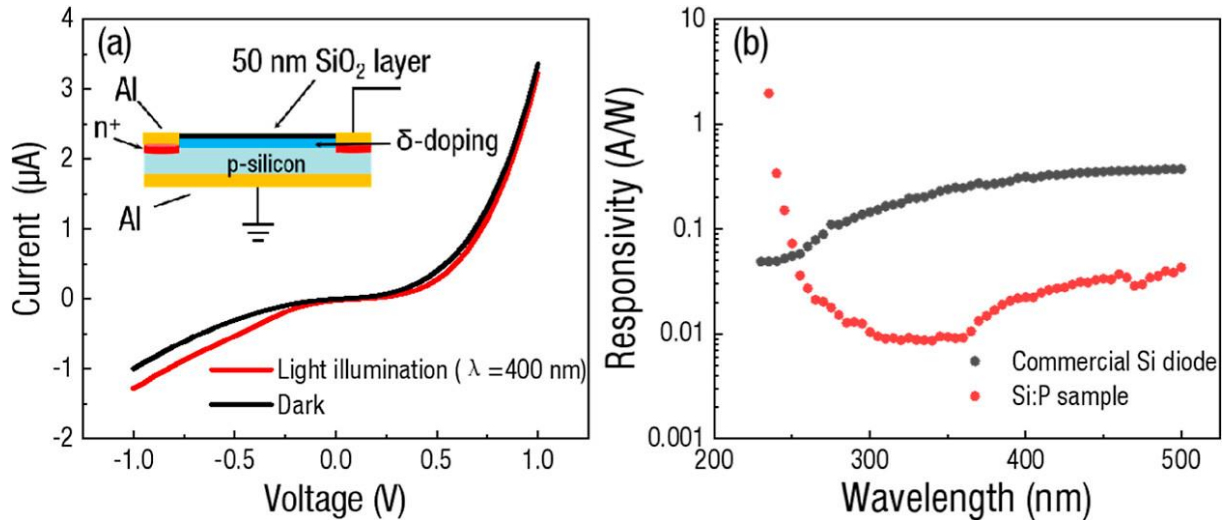 (a)
50 nm SiO₂ layer
Al
n⁺
δ-doping
p-silicon
Al
Light illumination ( λ =400 nm)
Dark
4
3
2
1
0
-1
-2
Current (μA)
-1.0 -0.5 0.0 0.5 1.0
Voltage (V)
(b)
10
1
0.1
0.01
0.001
Responsivity (A/W)
Commercial Si diode
Si:P sample
200 300 400 500
Wavelength (nm)